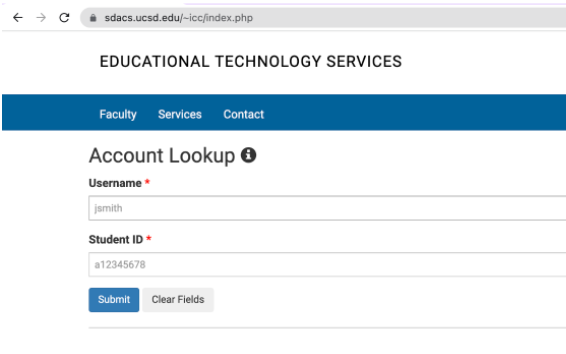 sdacs.ucsd.edu/~icc/index.php
EDUCATIONAL TECHNOLOGY SERVICES
Faculty Services Contact
Account Lookup
Username *
jsmith
Student ID *
a12345678
Submit Clear Fields